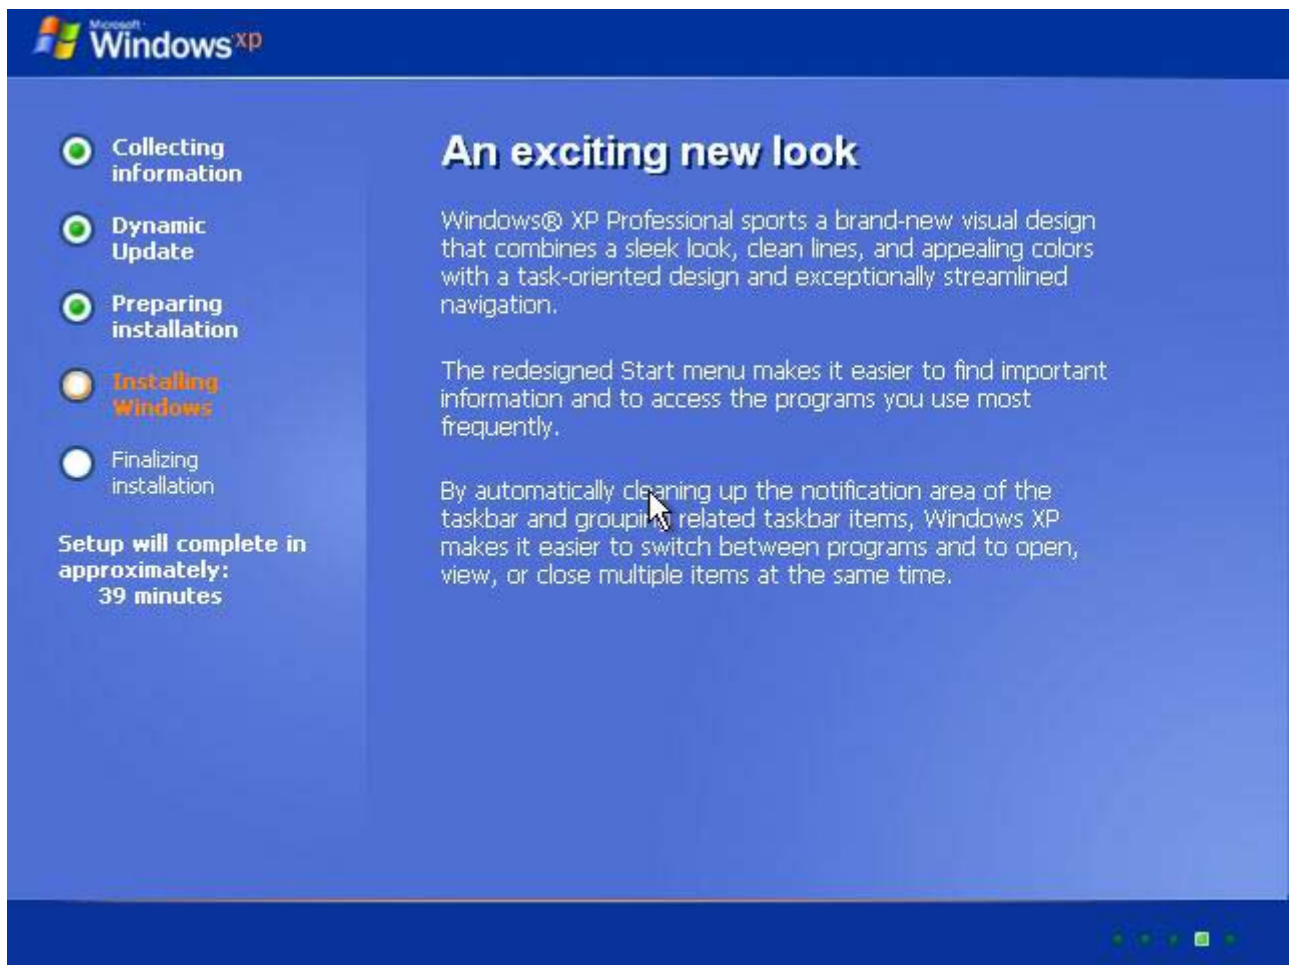 Microsoft
Windows xp
Collecting
information
Dynamic
Update
Preparing
installation
Installing
Windows
Finalizing
installation
Setup will complete in
approximately:
39 minutes
An exciting new look
Windows® XP Professional sports a brand-new visual design
that combines a sleek look, clean lines, and appealing colors
with a task-oriented design and exceptionally streamlined
navigation.
The redesigned Start menu makes it easier to find important
information and to access the programs you use most
frequently.
By automatically cleaning up the notification area of the
taskbar and grouping related taskbar items, Windows XP
makes it easier to switch between programs and to open,
view, or close multiple items at the same time.